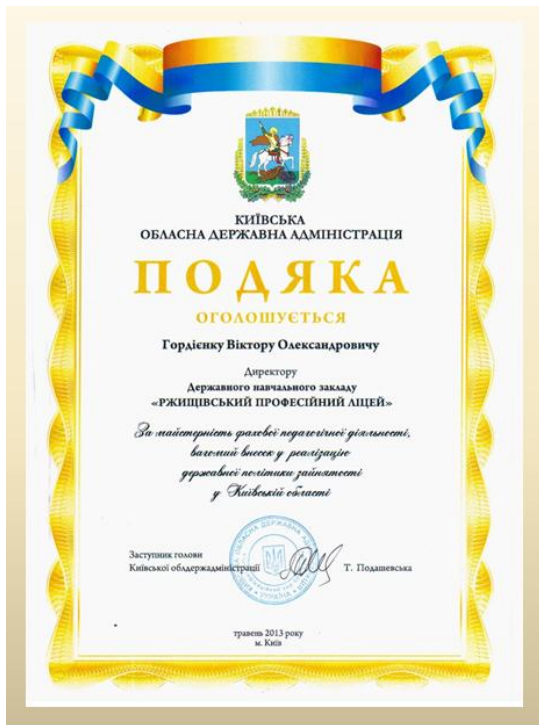 КИЇВСЬКА
ОБЛАСНА ДЕРЖАВНА АДМІНІСТРАЦІЯ
ПОДЯКА
ОГОЛОШУЄТЬСЯ
Гордієнку Віктору Олександровичу
Директору
Державного навчального закладу
«РЖИЩІВСЬКИЙ ПРОФЕСІЙНИЙ ЛІЦЕЙ»
За майстерність фахової педагогічної діяльності,
вагомий внесок у реалізацію
державної політики зайнятості
у Київській області
Заступник голови
Київської облдержадміністрації Т. Подашевська
травень 2013 року
м. Київ